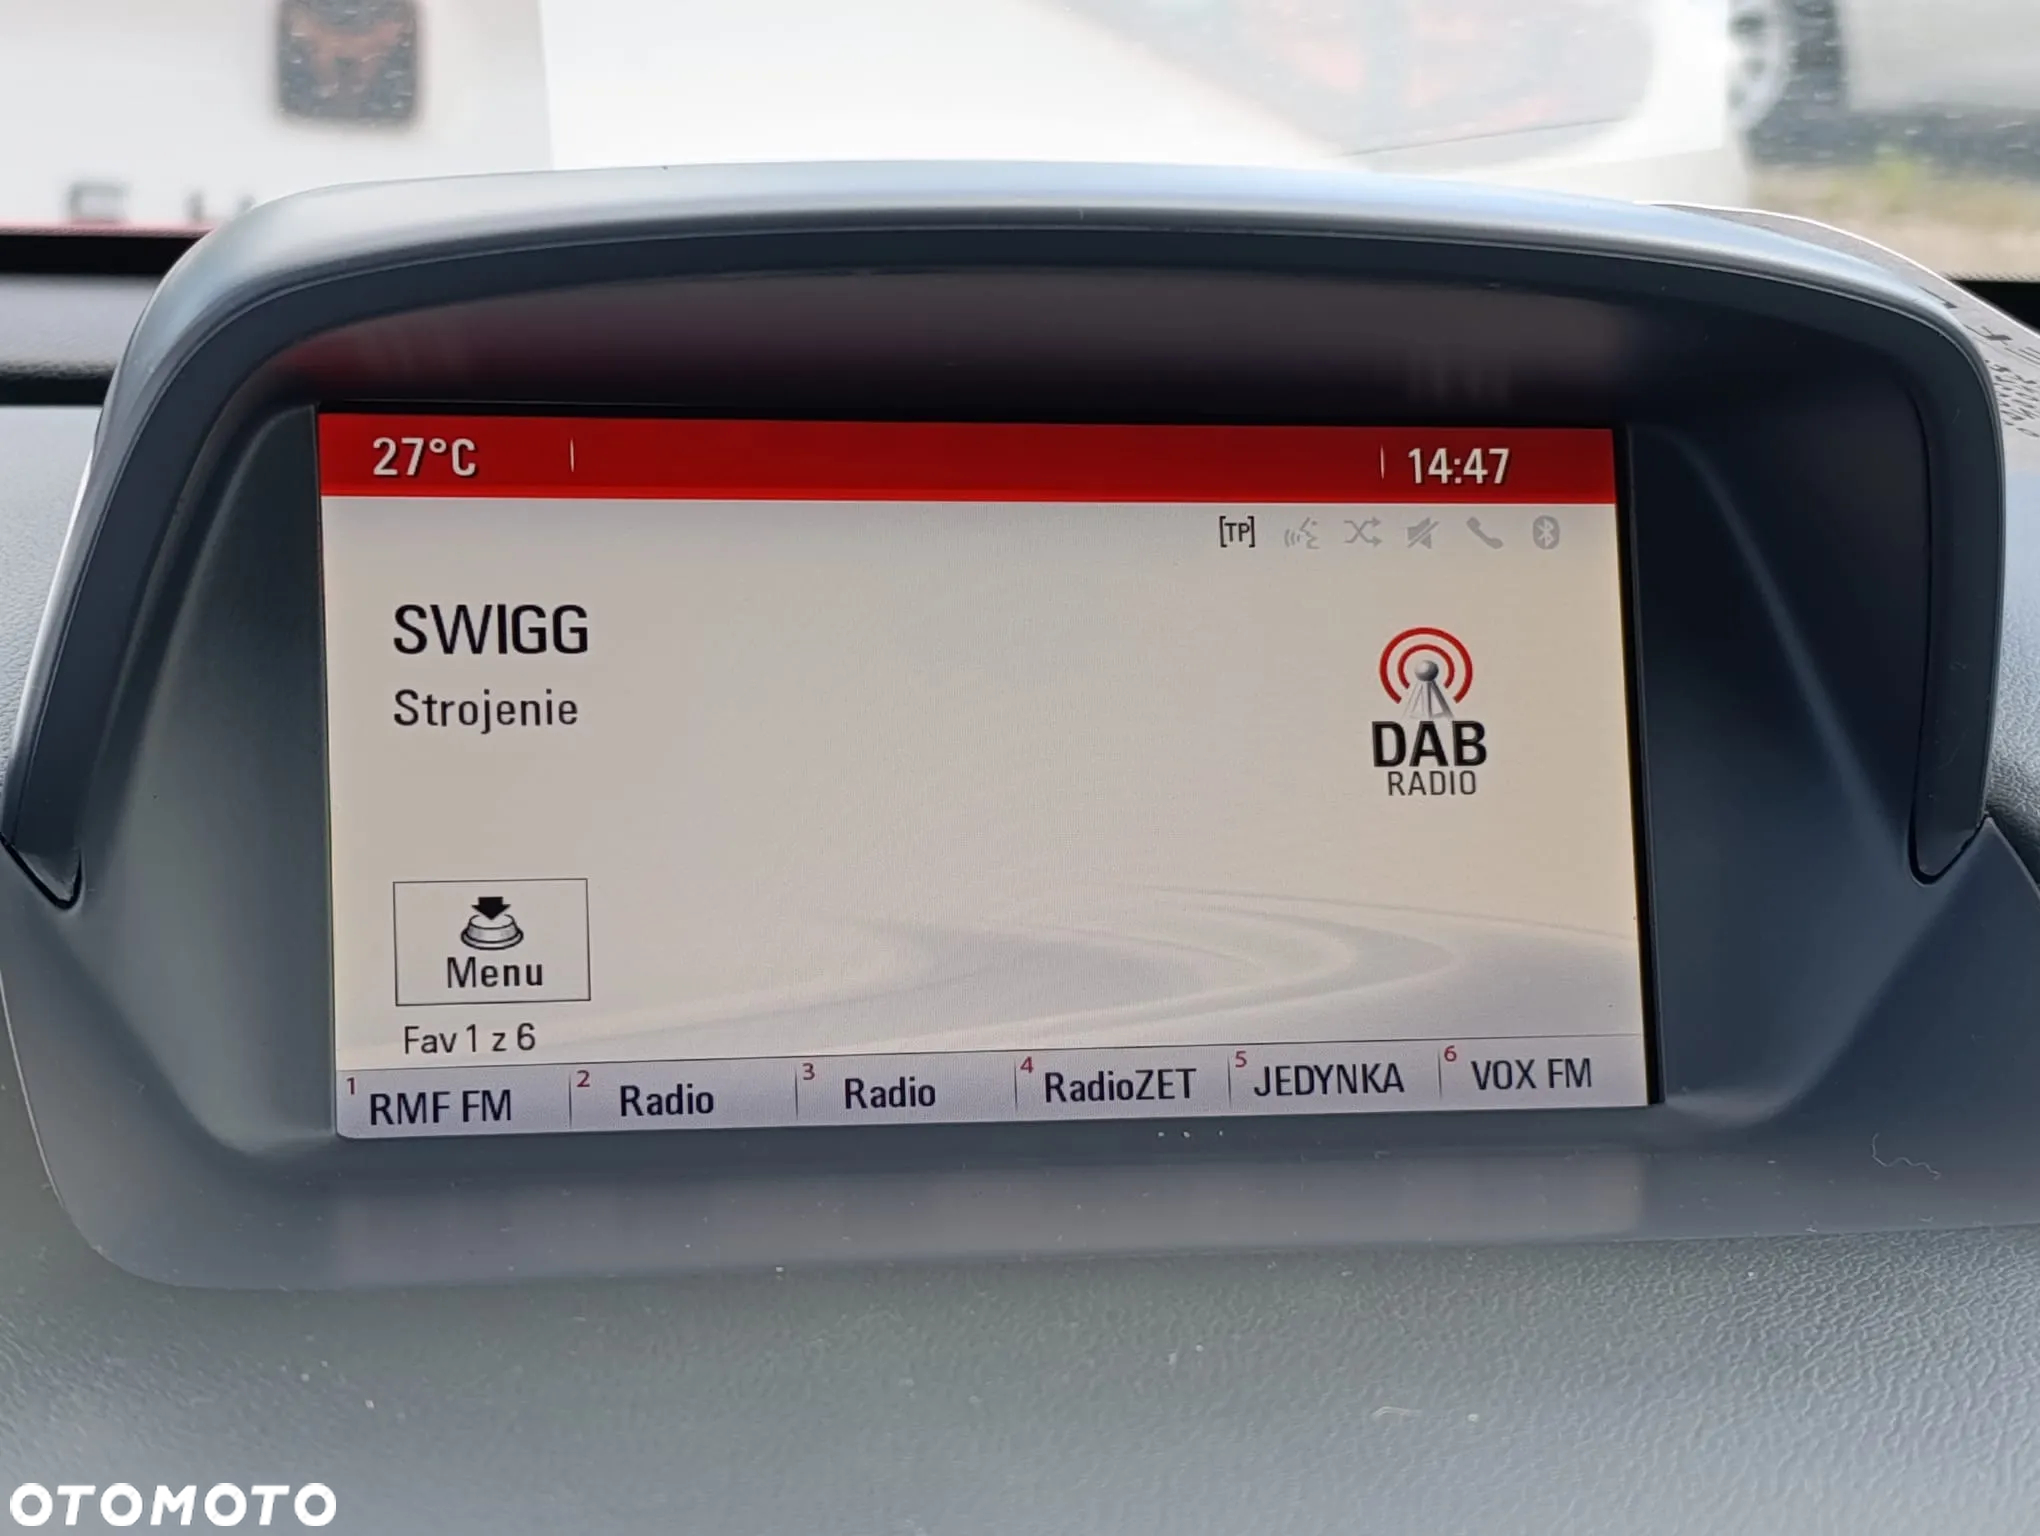 27°C 14:47
[TP]
SWIGG
Strojenie
DAB
RADIO
Menu
Fav 1 z 6
1 RMF FM 2 Radio 3 Radio 4 RadioZET 5 JEDYNKA 6 VOX FM
OTOMOTO